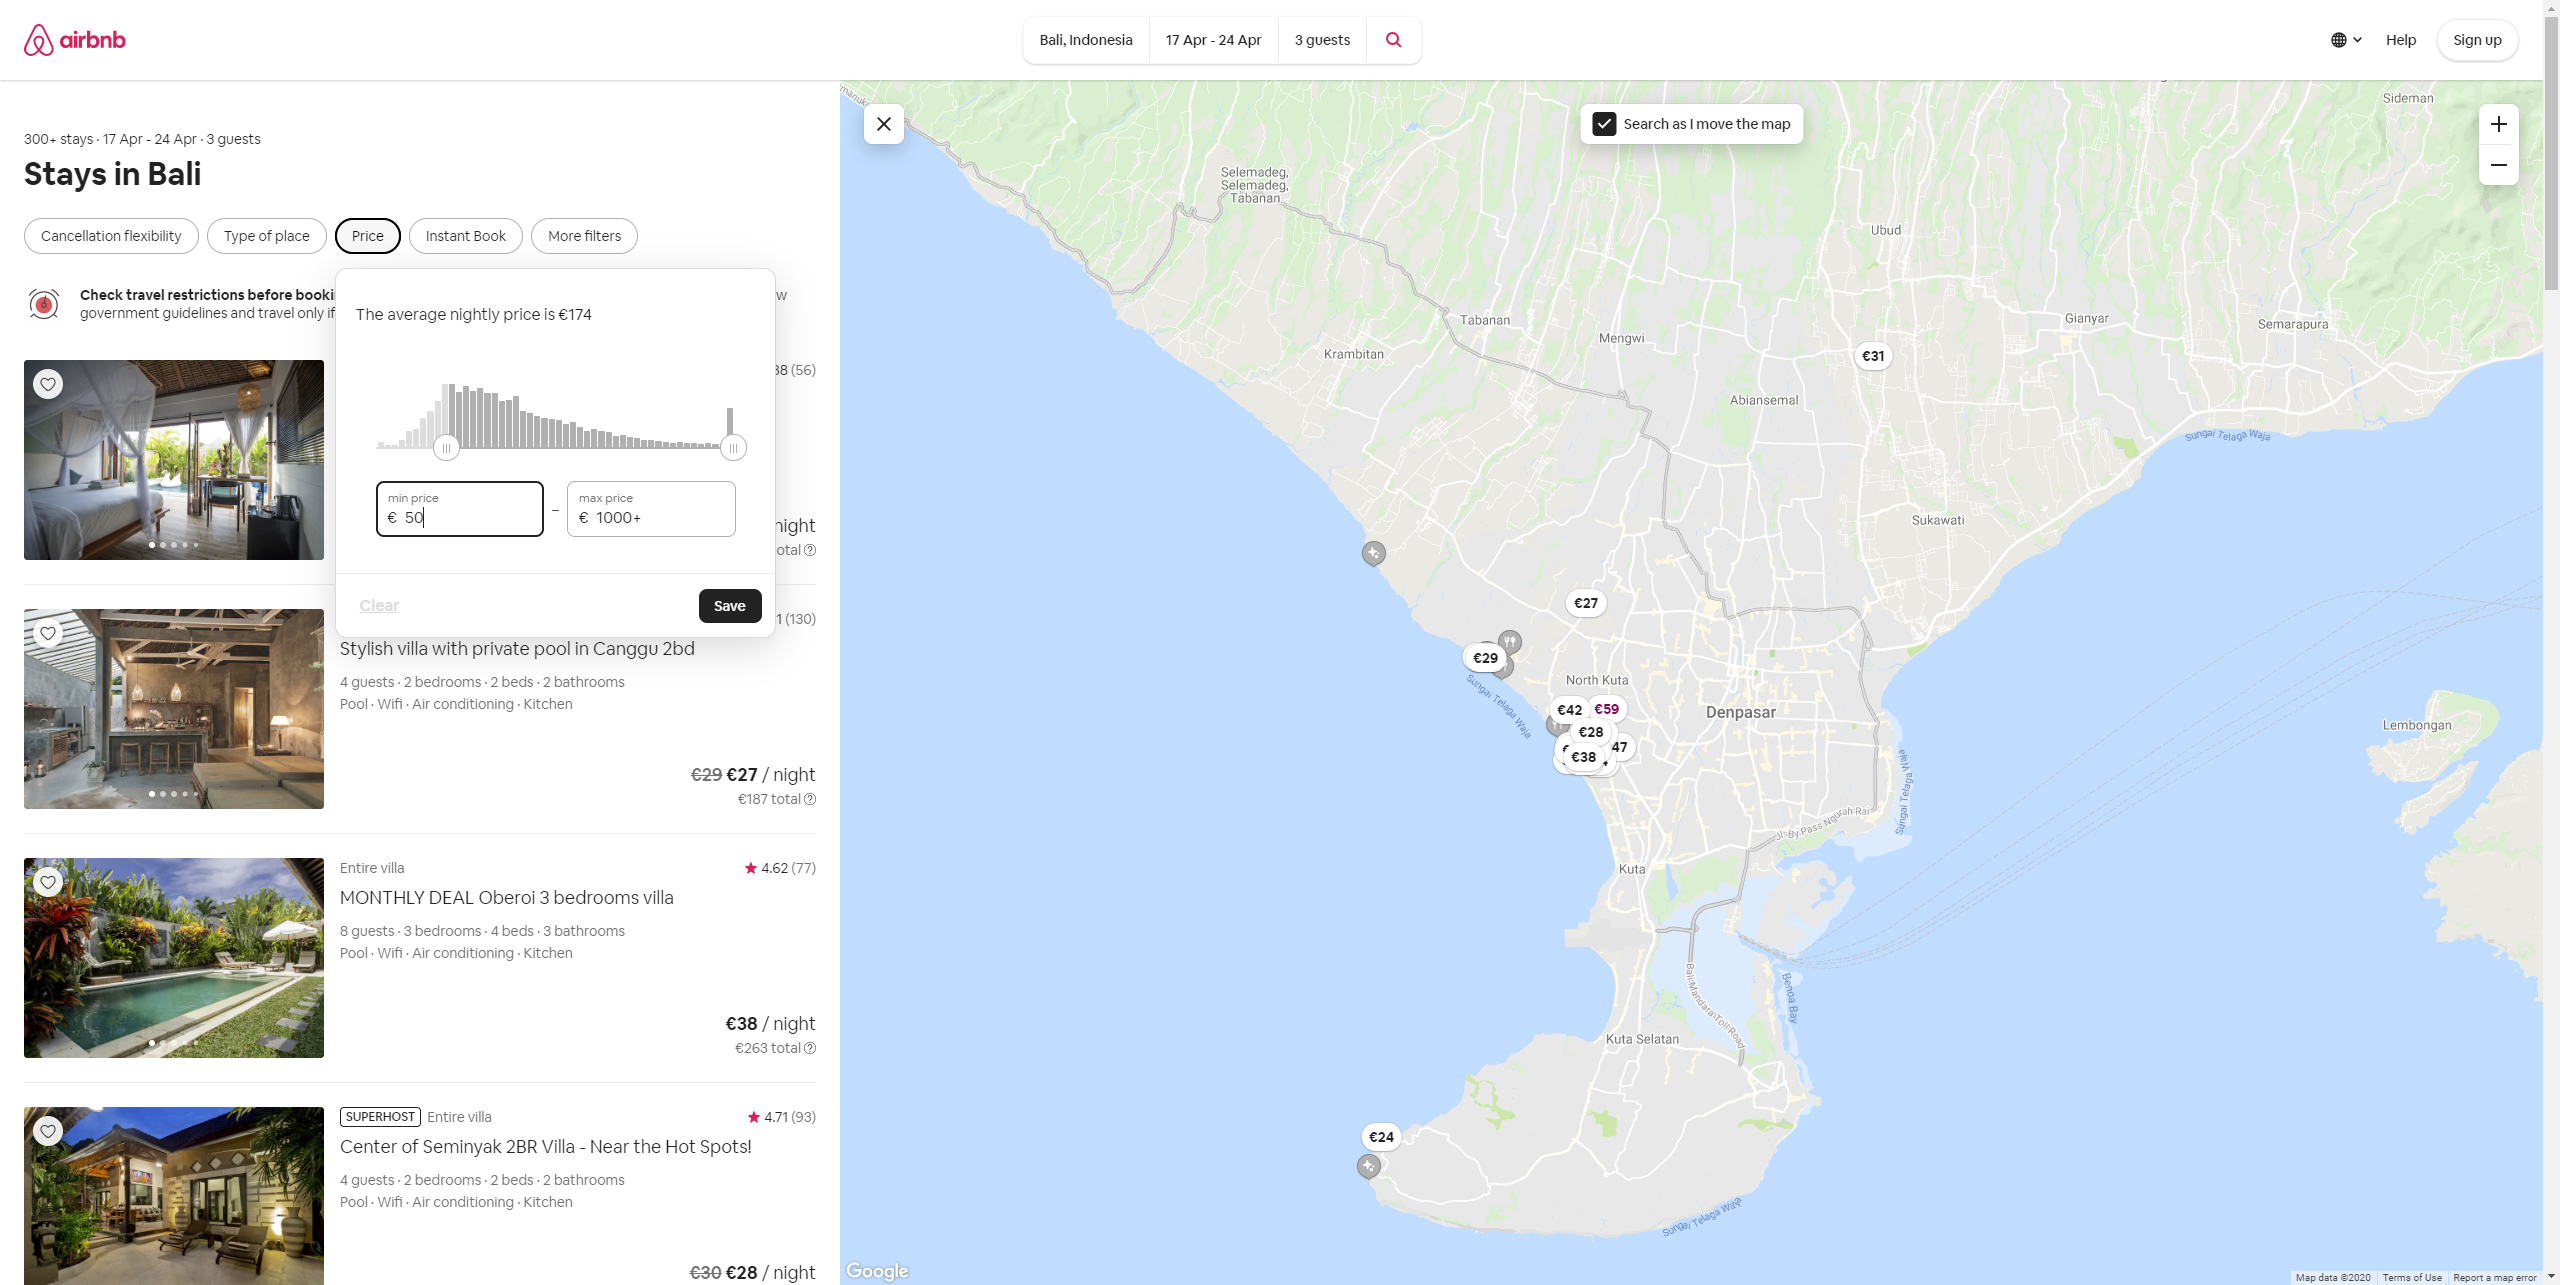 airbnb
Bali, Indonesia
17 Apr - 24 Apr
3 guests
Help
Sign up
300+ stays · 17 Apr - 24 Apr · 3 guests
Stays in Bali
Cancellation flexibility
Type of place
Price
Instant Book
More filters
Check travel restrictions before
government guidelines and travel only if
The average nightly price is €174
min price
€ 50
–
max price
€ 1000+
Clear
Save
(56)
(130)
Stylish villa with private pool in Canggu 2bd
4 guests · 2 bedrooms · 2 beds · 2 bathrooms
Pool · Wifi · Air conditioning · Kitchen
€29 €27 / night
€187 total
Entire villa
4.62 (77)
MONTHLY DEAL Oberoi 3 bedrooms villa
8 guests · 3 bedrooms · 4 beds · 3 bathrooms
Pool · Wifi · Air conditioning · Kitchen
€38 / night
€263 total
SUPERHOST Entire villa
4.71 (93)
Center of Seminyak 2BR Villa - Near the Hot Spots!
4 guests · 2 bedrooms · 2 beds · 2 bathrooms
Pool · Wifi · Air conditioning · Kitchen
€30 €28 / night
Search as I move the map
Sideman
Selemadeg,
Selemadeg,
Tabanan
Ubud
Tabanan
Gianyar
Semarapura
Mengwi
Krambitan
€31
Abiansemal
Sungai Telaga Waja
Sukawati
€27
€29
North Kuta
Sungai Telaga Waja
€42
€59
Denpasar
€28
47
€38
Lembongan
Sungai Telaga Waja
Jl. By Pass Ngurah Rai
Kuta
Bali Mandara Toll Road
Benoa Bay
Kuta Selatan
€24
Sungai Telaga Waja
Google
Map data ©2020
Terms of Use
Report a map error